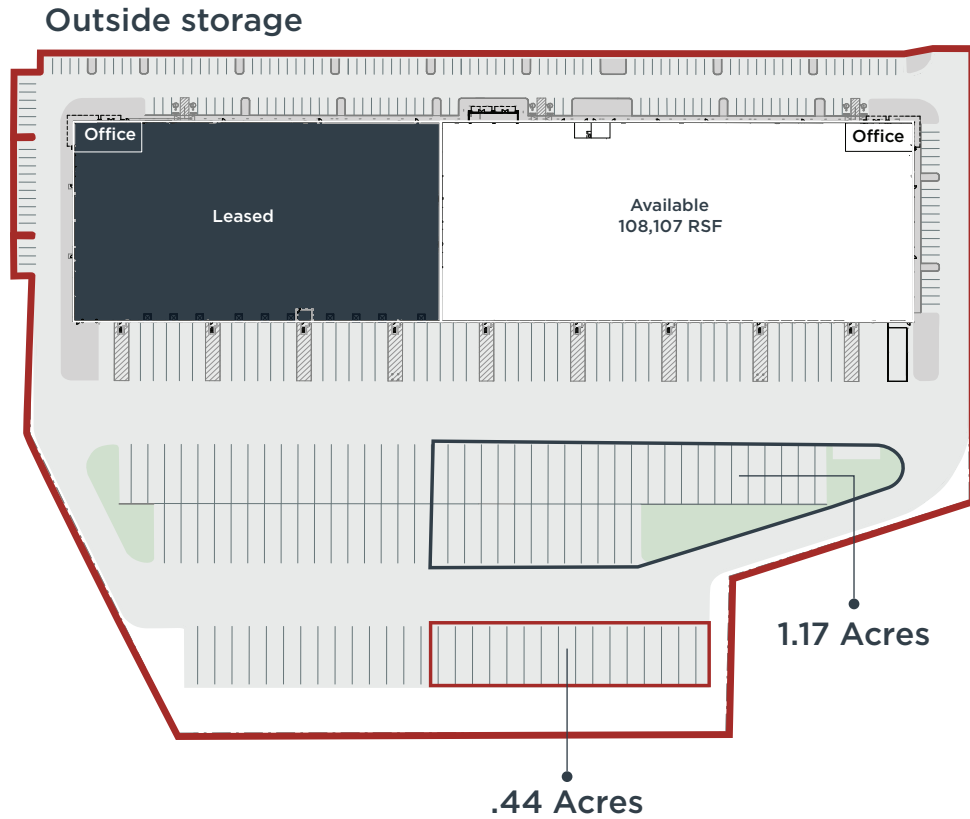 Outside storage
Office
Office
Leased
Available
108,107 RSF
1.17 Acres
.44 Acres